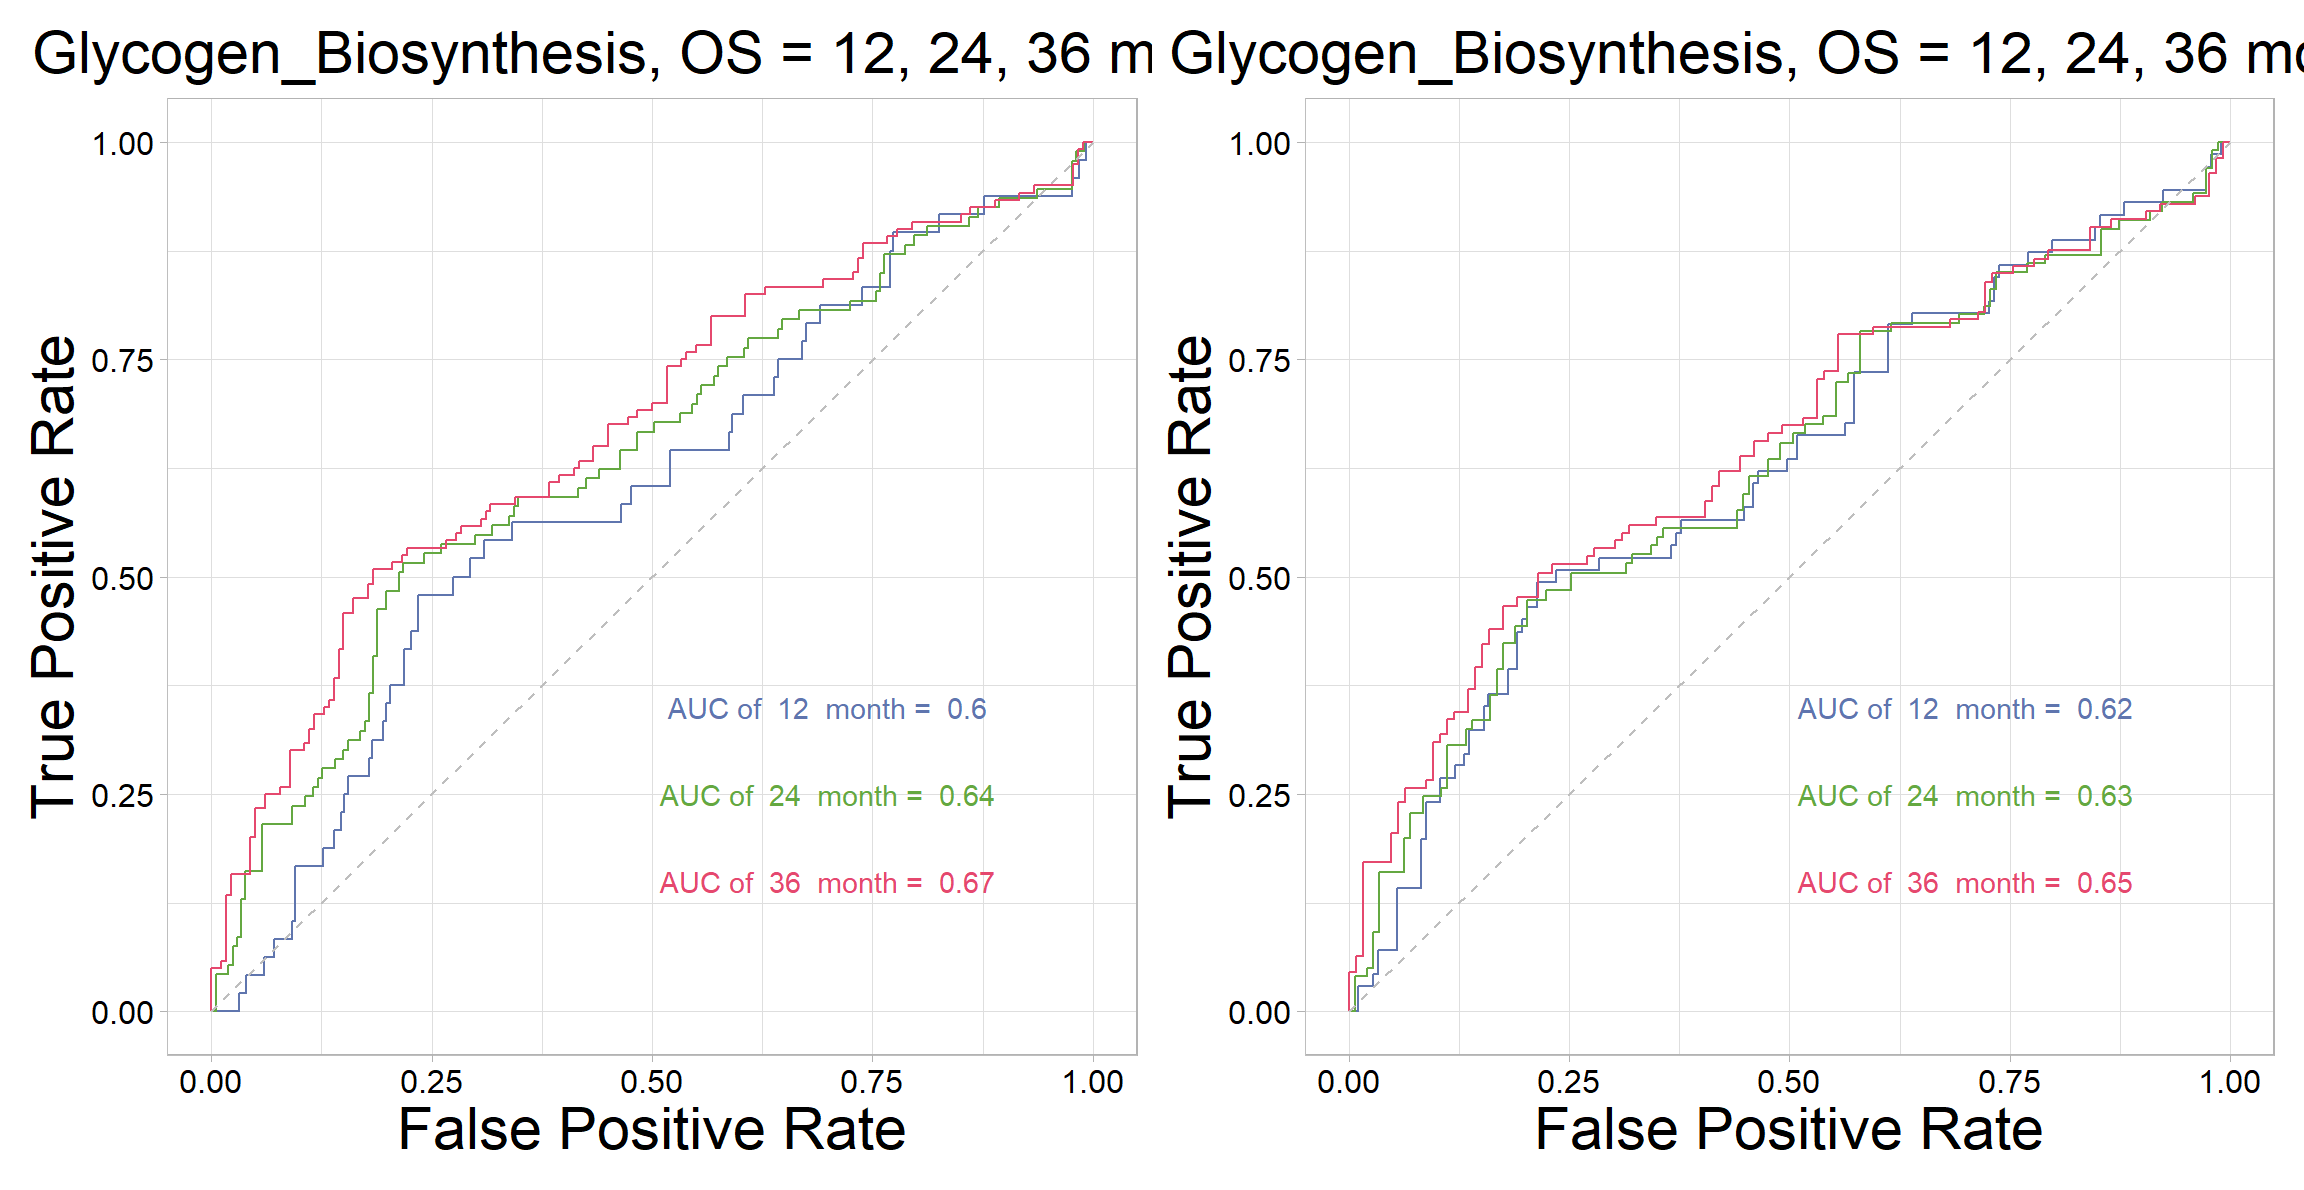 Glycogen_Biosynthesis, OS = 12, 24, 36 m
True Positive Rate
1.00
0.75
0.50
0.25
0.00
AUC of 12 month = 0.6
AUC of 24 month = 0.64
AUC of 36 month = 0.67
0.00 0.25 0.50 0.75 1.00
False Positive Rate
Glycogen_Biosynthesis, OS = 12, 24, 36 mo
True Positive Rate
1.00
0.75
0.50
0.25
0.00
AUC of 12 month = 0.62
AUC of 24 month = 0.63
AUC of 36 month = 0.65
0.00 0.25 0.50 0.75 1.00
False Positive Rate